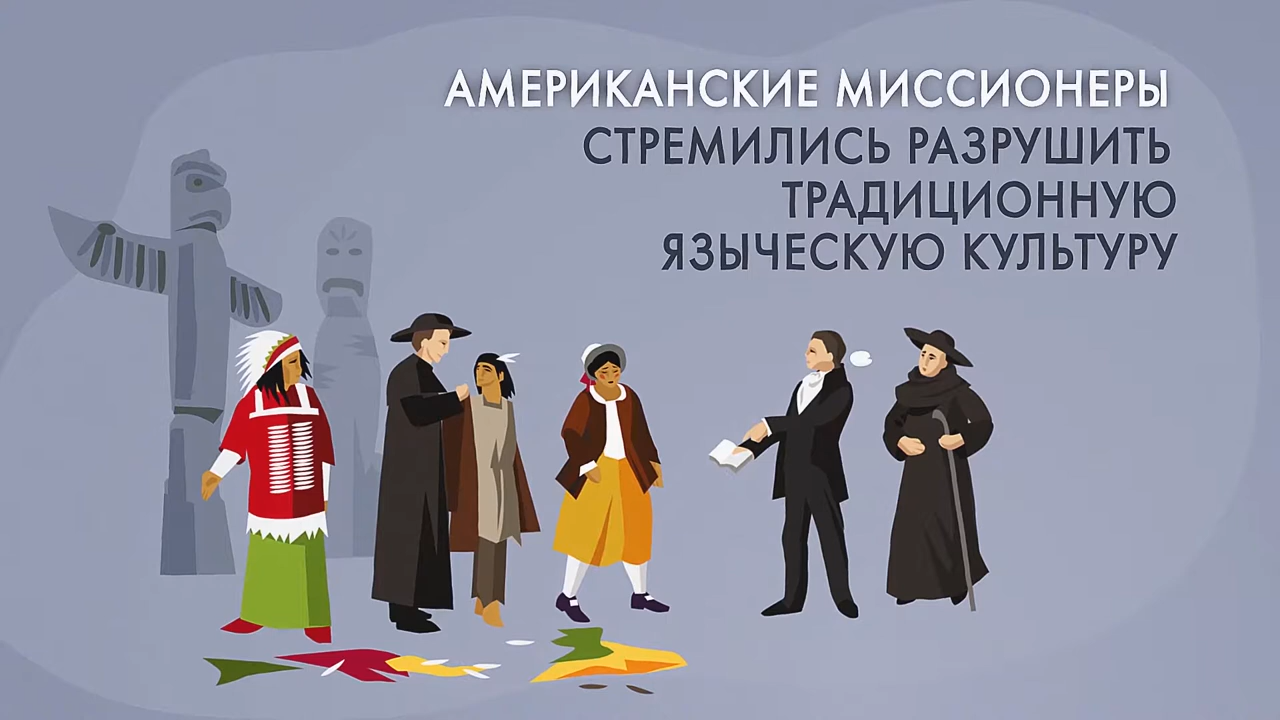 АМЕРИКАНСКИЕ МИССИОНЕРЫ
СТРЕМИЛИСЬ РАЗРУШИТЬ
ТРАДИЦИОННУЮ
ЯЗЫЧЕСКУЮ КУЛЬТУРУ